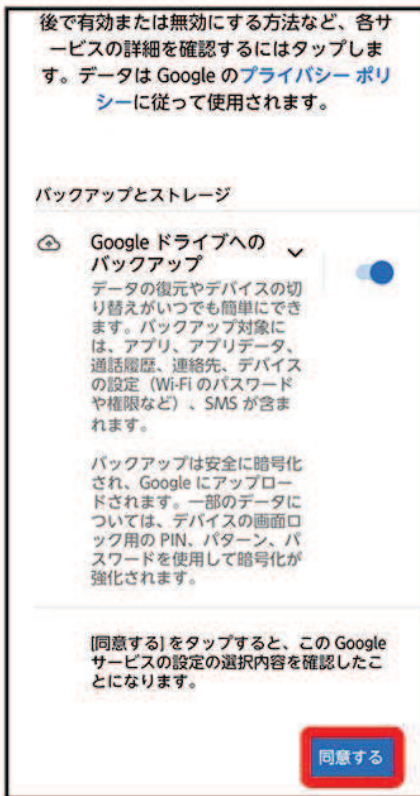 後で有効または無効にする方法など、各サ
ービスの詳細を確認するにはタップしま
す。データは Google のプライバシー ポリ
シーに従って使用されます。
バックアップとストレージ
Google ドライブへの
バックアップ
データの復元やデバイスの切
り替えがいつでも簡単にでき
ます。バックアップ対象に
は、アプリ、アプリデータ、
通話履歴、連絡先、デバイス
の設定（Wi-Fi のパスワード
や権限など）、SMS が含ま
れます。
バックアップは安全に暗号化
され、Google にアップロー
ドされます。一部のデータに
ついては、デバイスの画面ロ
ック用の PIN、パターン、パ
スワードを使用して暗号化が
強化されます。
[同意する] をタップすると、この Google
サービスの設定の選択内容を確認したこ
とになります。
同意する